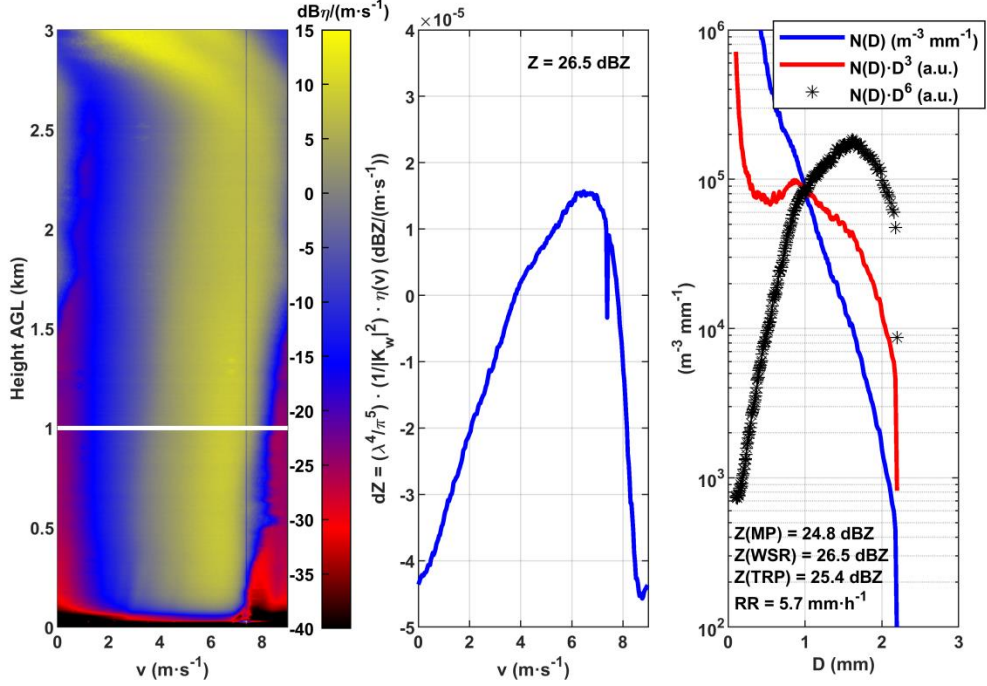 dBη/(m·s⁻¹)
3
2.5
2
1.5
1
0.5
0
Height AGL (km)
0 2 4 6 8
v (m·s⁻¹)
15
10
5
0
-5
-10
-15
-20
-25
-30
-35
-40
×10⁻⁵
4
3
2
1
0
-1
-2
-3
-4
-5
Z = 26.5 dBZ
dZ = (λ⁴/π⁵) · (1/|K_w|²) · η(v) (dBZ/(m·s⁻¹))
0 2 4 6 8
v (m·s⁻¹)
N(D) (m⁻³ mm⁻¹)
N(D)·D³ (a.u.)
N(D)·D⁶ (a.u.)
10⁶
10⁵
10⁴
10³
10²
(m⁻³ mm⁻¹)
Z(MP) = 24.8 dBZ
Z(WSR) = 26.5 dBZ
Z(TRP) = 25.4 dBZ
RR = 5.7 mm·h⁻¹
0 1 2 3
D (mm)